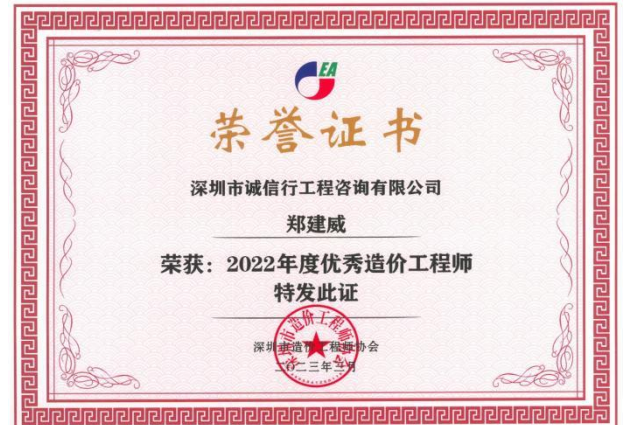 EA
荣誉证书
深圳市诚信行工程咨询有限公司
郑建威
荣获：2022年度优秀造价工程师
特发此证
深圳市造价工程师协会
二〇二三年三月